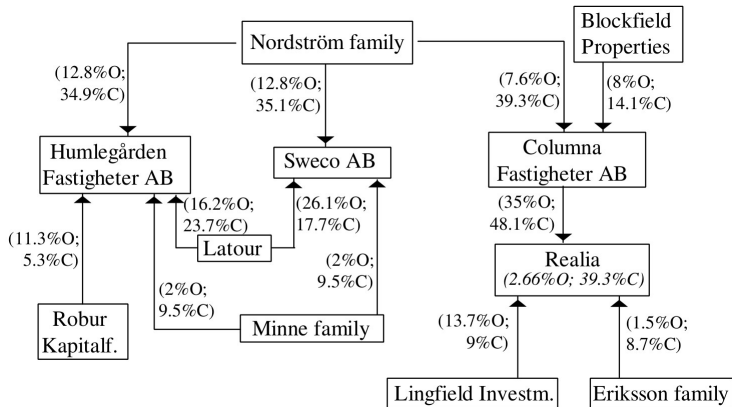 Nordström family
Blockfield
Properties
(12.8%O;
34.9%C)
(12.8%O;
35.1%C)
(7.6%O;
39.3%C)
(8%O;
14.1%C)
Humlegården
Fastigheter AB
Sweco AB
Columna
Fastigheter AB
(16.2%O;
23.7%C)
(26.1%O;
17.7%C)
(35%O;
48.1%C)
Latour
(11.3%O;
5.3%C)
(2%O;
9.5%C)
(2%O;
9.5%C)
Realia
(2.66%O; 39.3%C)
Robur
Kapitalf.
Minne family
(13.7%O;
9%C)
(1.5%O;
8.7%C)
Lingfield Investm.
Eriksson family